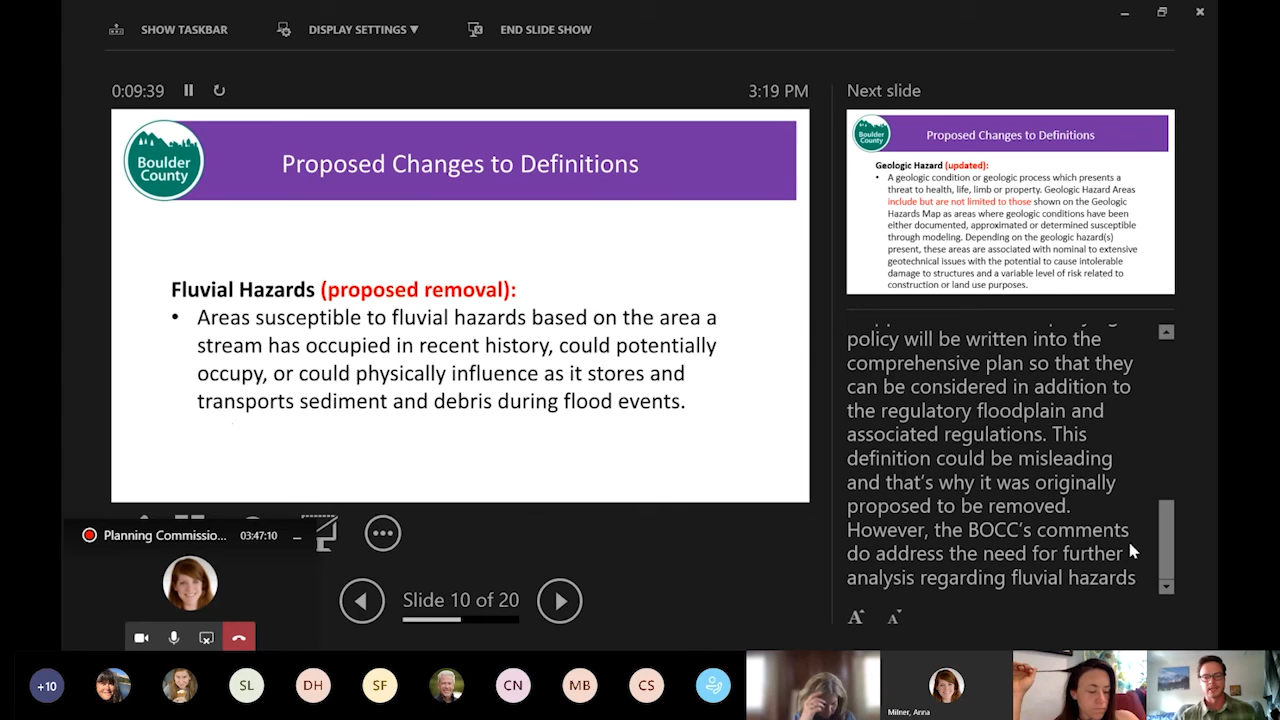 SHOW TASKBAR
DISPLAY SETTINGS ▼
END SLIDE SHOW
0:09:39
3:19 PM
Boulder
County
Proposed Changes to Definitions
Fluvial Hazards (proposed removal):
• Areas susceptible to fluvial hazards based on the area a
stream has occupied in recent history, could potentially
occupy, or could physically influence as it stores and
transports sediment and debris during flood events.
Next slide
Boulder
County
Proposed Changes to Definitions
Geologic Hazard (updated):
• A geologic condition or geologic process which presents a
threat to health, life, limb or property. Geologic Hazard Areas
include but are not limited to those shown on the Geologic
Hazards Map as areas where geologic conditions have been
either documented, approximated or determined susceptible
through modeling. Depending on the geologic hazard(s)
present, these areas are associated with nominal to extensive
geotechnical issues with the potential to cause intolerable
damage to structures and a variable level of risk related to
construction or land use purposes.
policy will be written into the
comprehensive plan so that they
can be considered in addition to
the regulatory floodplain and
associated regulations. This
definition could be misleading
and that's why it was originally
proposed to be removed.
However, the BOCC's comments
do address the need for further
analysis regarding fluvial hazards
A A
Planning Commissio...
03:47:10
Slide 10 of 20
+10
SL
DH
SF
CN
MB
CS
Milner, Anna